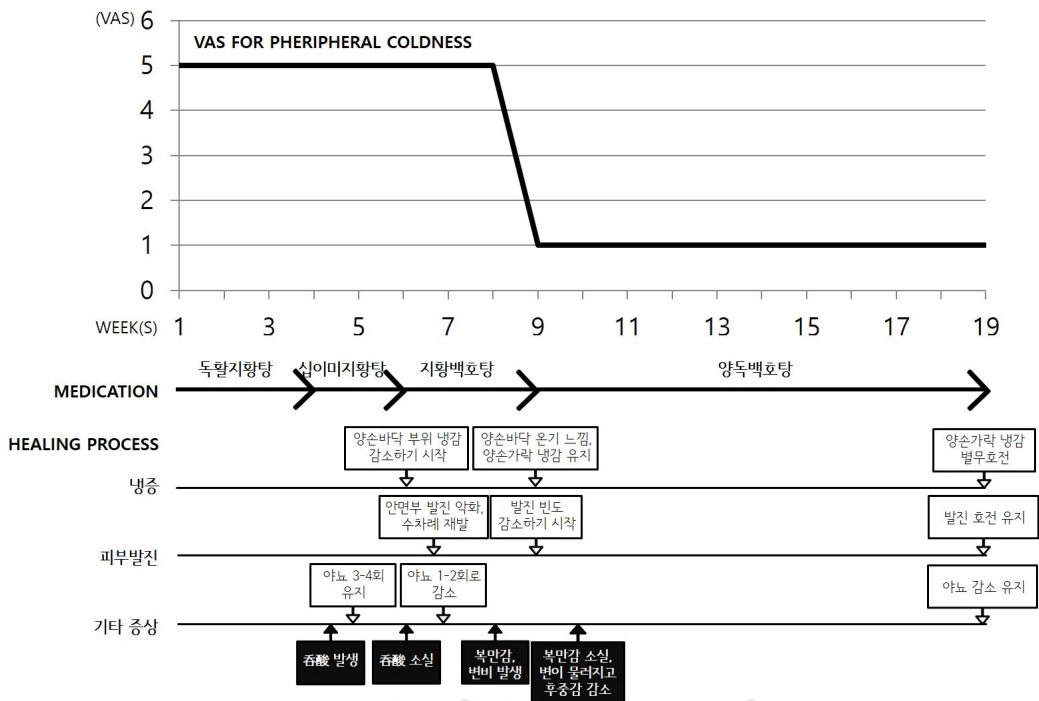 (VAS) 6
VAS FOR PHERIPHERAL COLDNESS
5
4
3
2
1
0
WEEK(S) 1 3 5 7 9 11 13 15 17 19
독활지황탕 십이미지황탕 지황백호탕 양독백호탕
MEDICATION
HEALING PROCESS
양손바닥 부위 냉감
감소하기 시작
양손바닥 온기 느낌,
양손가락 냉감 유지
양손가락 냉감
별무호전
냉증
안면부 발진 악화,
수차례 재발
발진 빈도
감소하기 시작
발진 호전 유지
피부발진
야뇨 3-4회
유지
야뇨 1-2회로
감소
야뇨 감소 유지
기타 증상
呑酸 발생
呑酸 소실
복만감,
변비 발생
복만감 소실,
변이 물러지고
후중감 감소